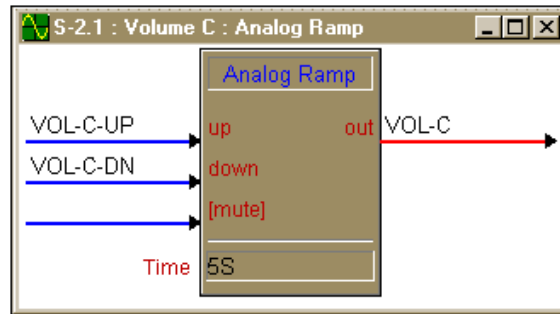 S-2.1 : Volume C : Analog Ramp
Analog Ramp
VOL-C-UP up out VOL-C
VOL-C-DN down
[mute]
Time 5S